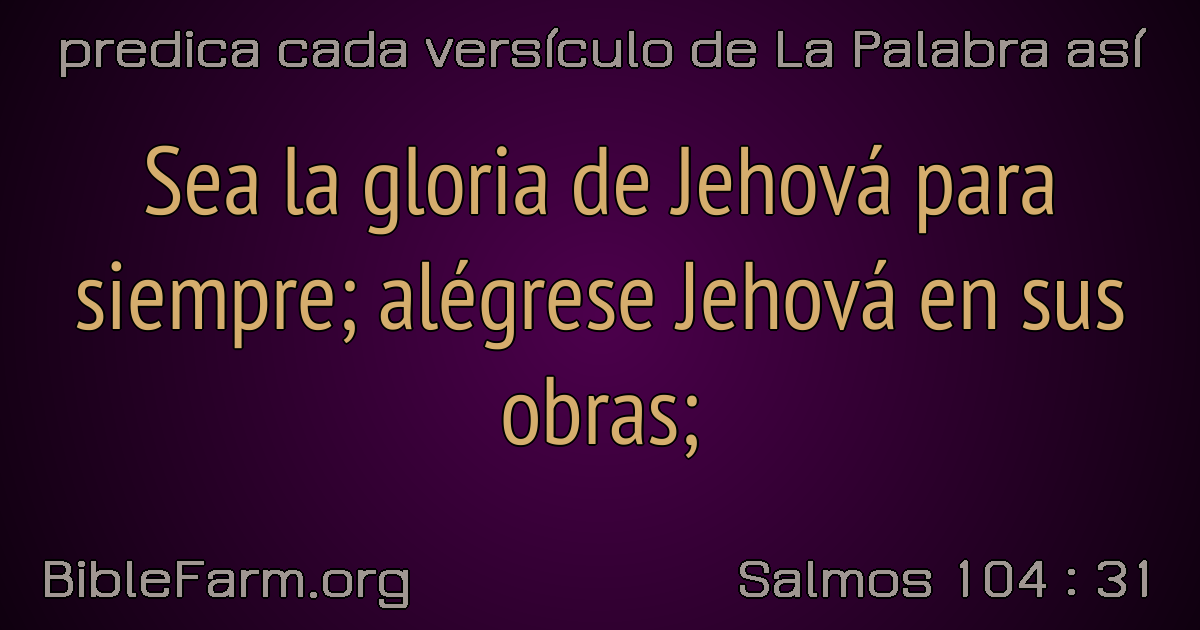 predica cada versículo de La Palabra así
Sea la gloria de Jehová para
siempre; alégrese Jehová en sus
obras;
BibleFarm.org
Salmos 104 : 31